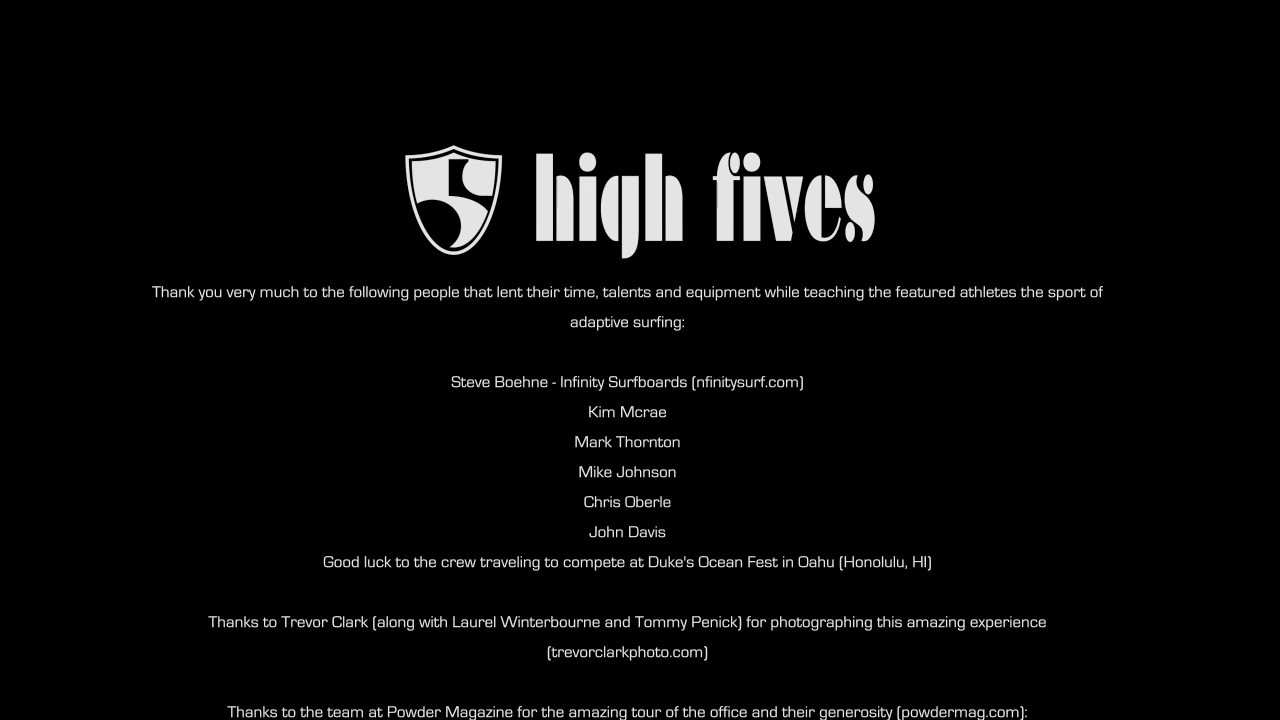 high fives
Thank you very much to the following people that lent their time, talents and equipment while teaching the featured athletes the sport of
adaptive surfing:
Steve Boehne - Infinity Surfboards (nfinitysurf.com)
Kim Mcrae
Mark Thornton
Mike Johnson
Chris Oberle
John Davis
Good luck to the crew traveling to compete at Duke's Ocean Fest in Oahu (Honolulu, HI)
Thanks to Trevor Clark (along with Laurel Winterbourne and Tommy Penick) for photographing this amazing experience
(trevorclarkphoto.com)
Thanks to the team at Powder Magazine for the amazing tour of the office and their generosity (powdermag.com):